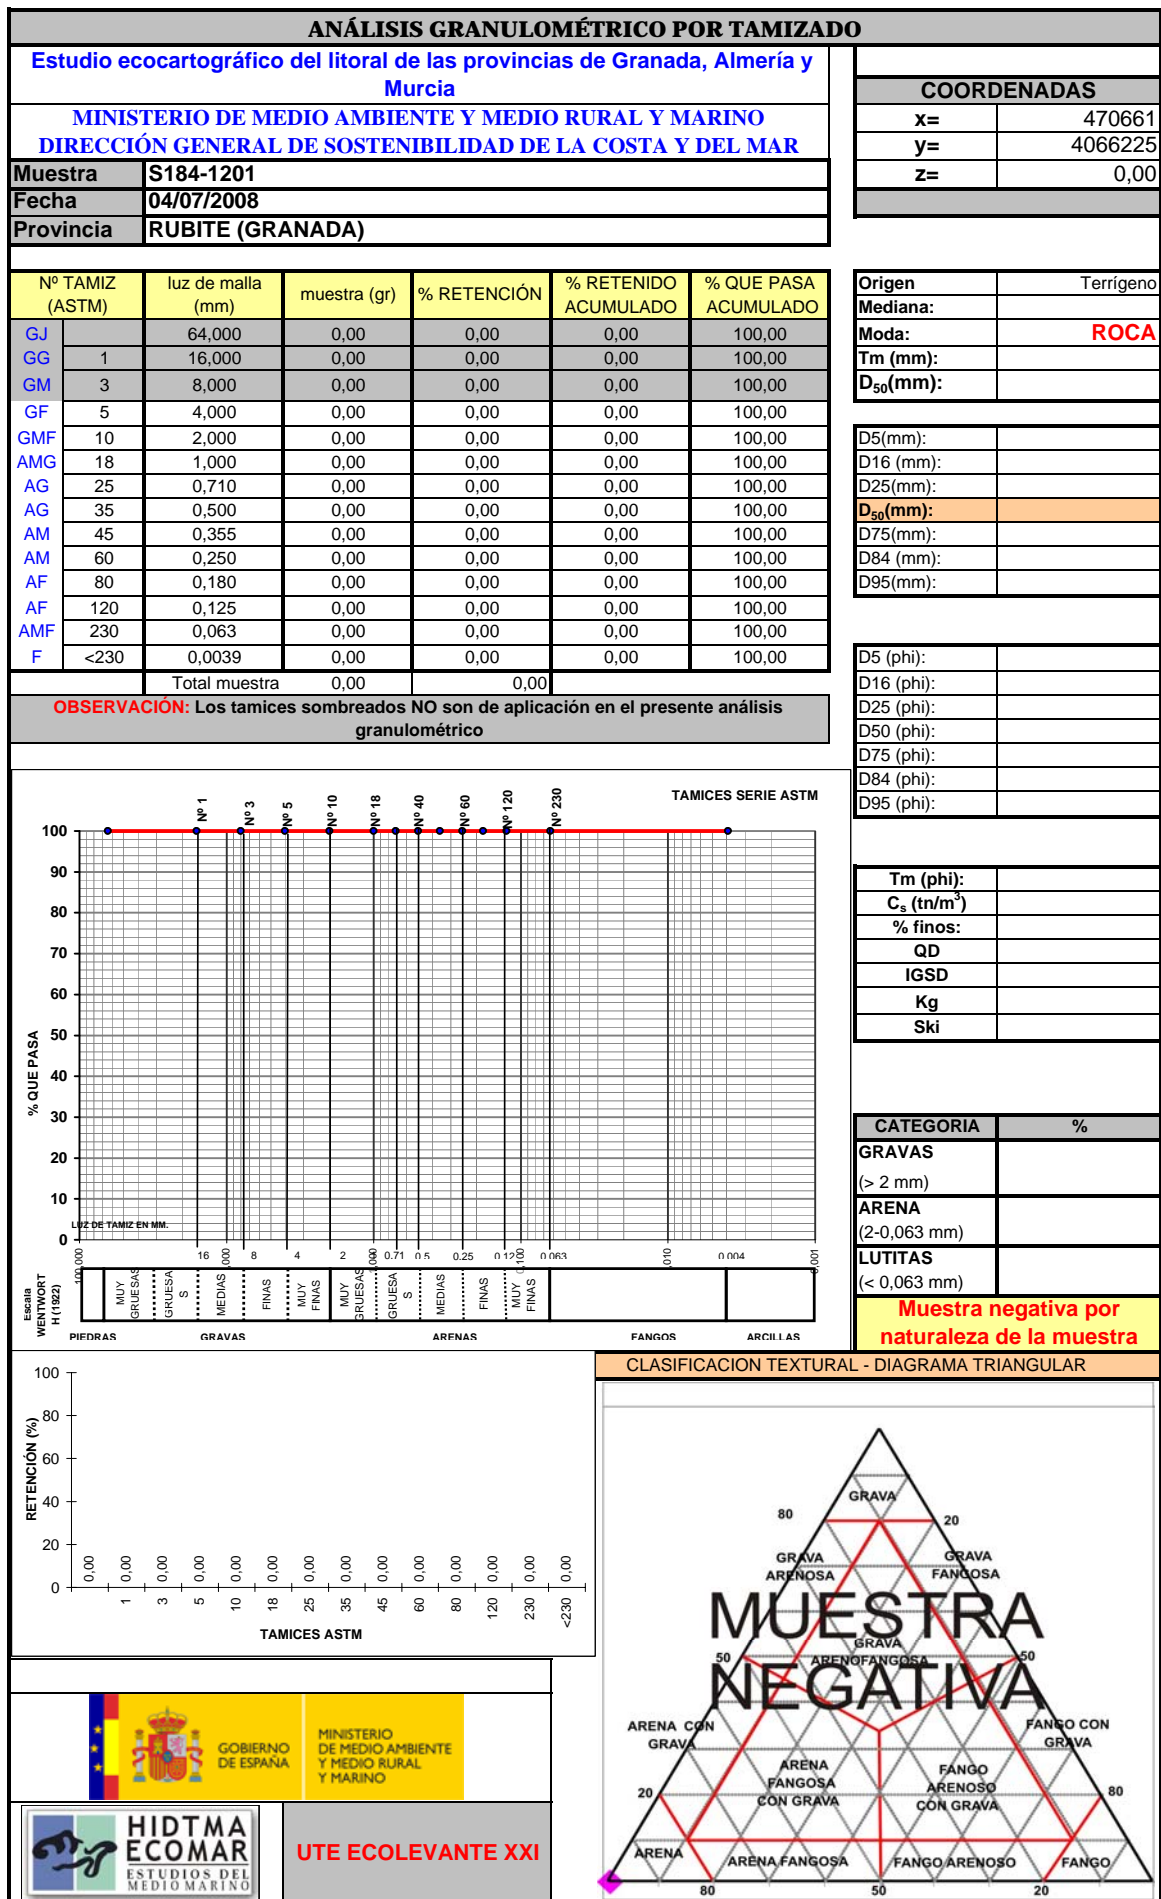 ANÁLISIS GRANULOMÉTRICO POR TAMIZADO
Estudio ecocartográfico del litoral de las provincias de Granada, Almería y
Murcia
MINISTERIO DE MEDIO AMBIENTE Y MEDIO RURAL Y MARINO
DIRECCIÓN GENERAL DE SOSTENIBILIDAD DE LA COSTA Y DEL MAR
Muestra S184-1201
Fecha 04/07/2008
Provincia RUBITE (GRANADA)
COORDENADAS
x= 470661
y= 4066225
z= 0,00
Nº TAMIZ (ASTM) luz de malla (mm) muestra (gr) % RETENCIÓN % RETENIDO ACUMULADO % QUE PASA ACUMULADO
GJ 64,000 0,00 0,00 0,00 100,00
GG 1 16,000 0,00 0,00 0,00 100,00
GM 3 8,000 0,00 0,00 0,00 100,00
GF 5 4,000 0,00 0,00 0,00 100,00
GMF 10 2,000 0,00 0,00 0,00 100,00
AMG 18 1,000 0,00 0,00 0,00 100,00
AG 25 0,710 0,00 0,00 0,00 100,00
AG 35 0,500 0,00 0,00 0,00 100,00
AM 45 0,355 0,00 0,00 0,00 100,00
AM 60 0,250 0,00 0,00 0,00 100,00
AF 80 0,180 0,00 0,00 0,00 100,00
AF 120 0,125 0,00 0,00 0,00 100,00
AMF 230 0,063 0,00 0,00 0,00 100,00
F <230 0,0039 0,00 0,00 0,00 100,00
Total muestra 0,00 0,00
OBSERVACIÓN: Los tamices sombreados NO son de aplicación en el presente análisis
granulométrico
Origen Terrígeno
Mediana:
Moda: ROCA
Tm (mm):
D50(mm):
D5(mm):
D16 (mm):
D25(mm):
D50(mm):
D75(mm):
D84 (mm):
D95(mm):
D5 (phi):
D16 (phi):
D25 (phi):
D50 (phi):
D75 (phi):
D84 (phi):
D95 (phi):
Tm (phi):
Cs (tn/m³)
% finos:
QD
IGSD
Kg
Ski
CATEGORIA %
GRAVAS
(> 2 mm)
ARENA
(2-0,063 mm)
LUTITAS
(< 0,063 mm)
Muestra negativa por
naturaleza de la muestra
TAMICES SERIE ASTM
Nº 1 Nº 3 Nº 5 Nº 10 Nº 18 Nº 40 Nº 60 Nº 120 Nº 230
% QUE PASA
100
90
80
70
60
50
40
30
20
10
0
LUZ DE TAMIZ EN MM.
16 8 4 2 0.71 0.5 0.25 0.12 0.063 0.004
100,000 0,100 0,001
Escala
WENTWORT
H (1922)
MUY GRUESAS
GRUESA S
MEDIAS
FINAS
MUY FINAS
MUY GRUESAS
GRUESA S
MEDIAS
FINAS
MUY FINAS
PIEDRAS GRAVAS ARENAS FANGOS ARCILLAS
RETENCIÓN (%)
100
80
60
40
20
0
0,00 0,00 0,00 0,00 0,00 0,00 0,00 0,00 0,00 0,00 0,00 0,00 0,00 0,00
1 3 5 10 18 25 35 45 60 80 120 230 <230
TAMICES ASTM
CLASIFICACION TEXTURAL - DIAGRAMA TRIANGULAR
GRAVA
80 20
GRAVA ARENOSA
GRAVA FANGOSA
MUESTRA
NEGATIVA
GRAVA
ARENOFANGOSA
50 50
ARENA CON GRAVA
FANGO CON GRAVA
ARENA FANGOSA CON GRAVA
FANGO ARENOSO CON GRAVA
20 80
ARENA
ARENA FANGOSA
FANGO ARENOSO
FANGO
80 50 20
GOBIERNO
DE ESPAÑA
MINISTERIO
DE MEDIO AMBIENTE
Y MEDIO RURAL
Y MARINO
HIDTMA
ECOMAR
ESTUDIOS DEL
MEDIO MARINO
UTE ECOLEVANTE XXI